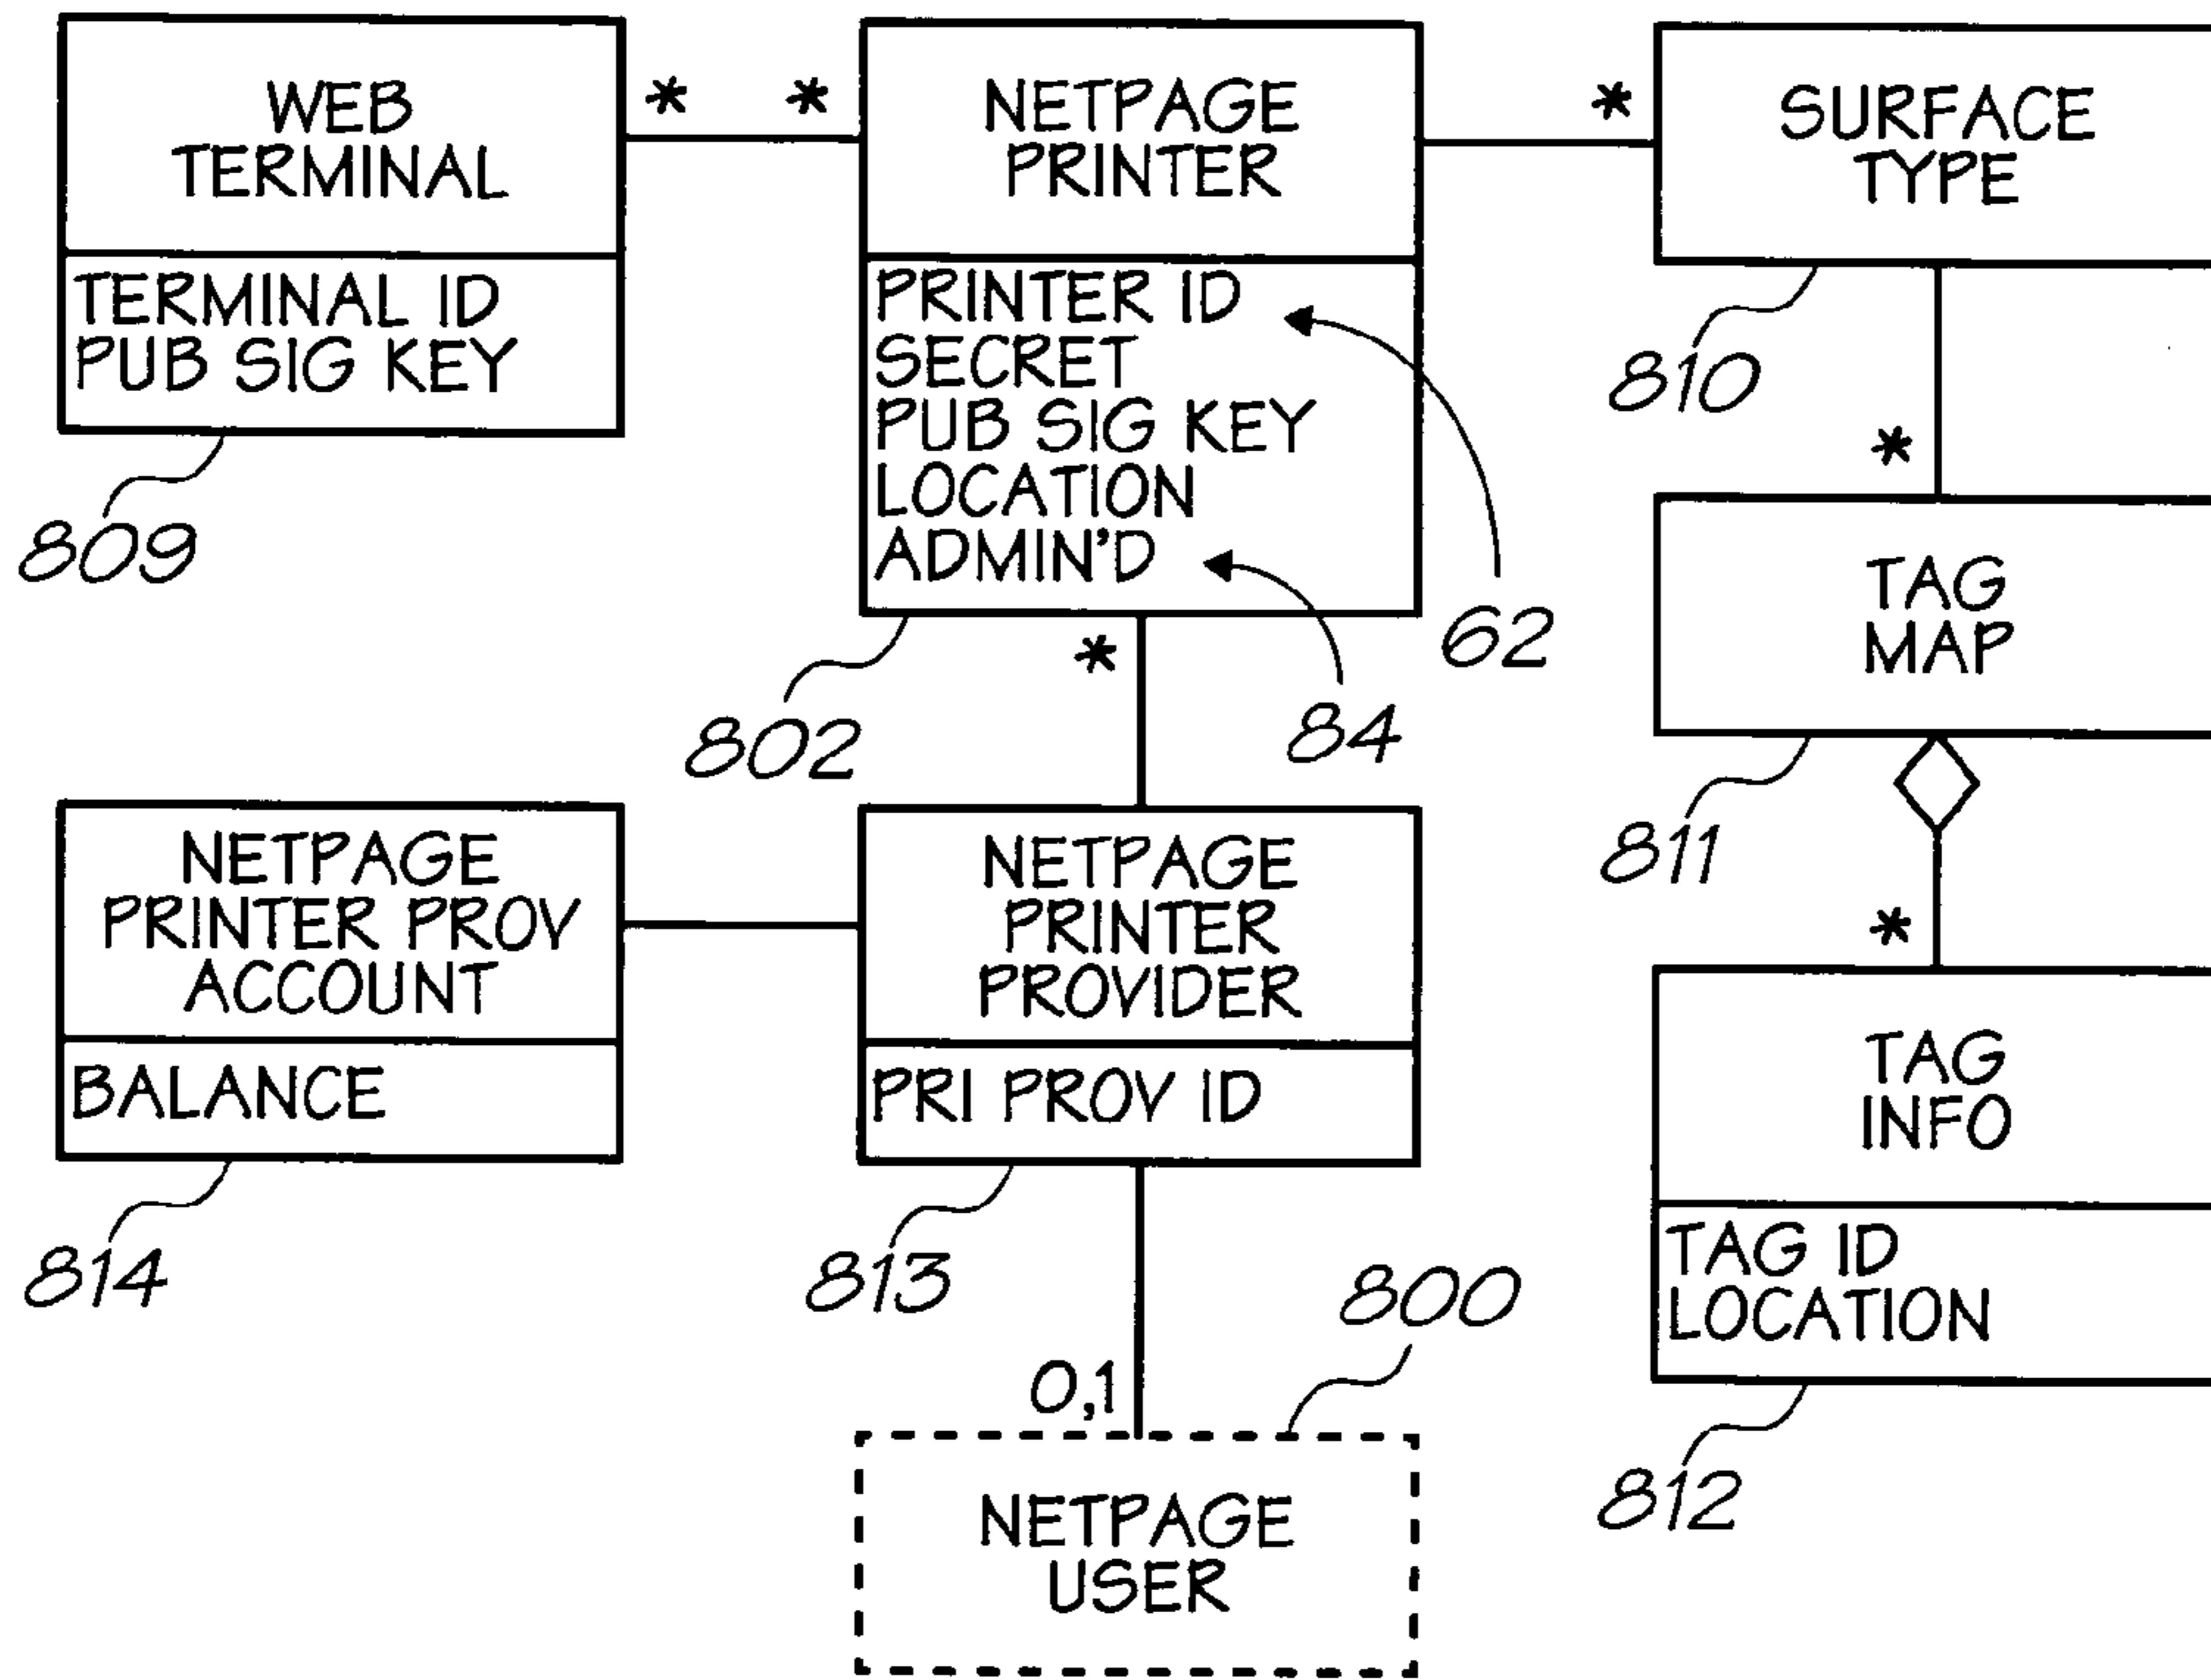 WEB
TERMINAL
TERMINAL ID
PUB SIG KEY
809
*
*
NETPAGE
PRINTER
PRINTER ID
SECRET
PUB SIG KEY
LOCATION
ADMIN'D
62
84
802
*
*
SURFACE
TYPE
810
*
TAG
MAP
811
*
TAG
INFO
TAG ID
LOCATION
812
NETPAGE
PRINTER PROV
ACCOUNT
BALANCE
814
NETPAGE
PRINTER
PROVIDER
PRI PROV ID
813
0,1
800
NETPAGE
USER